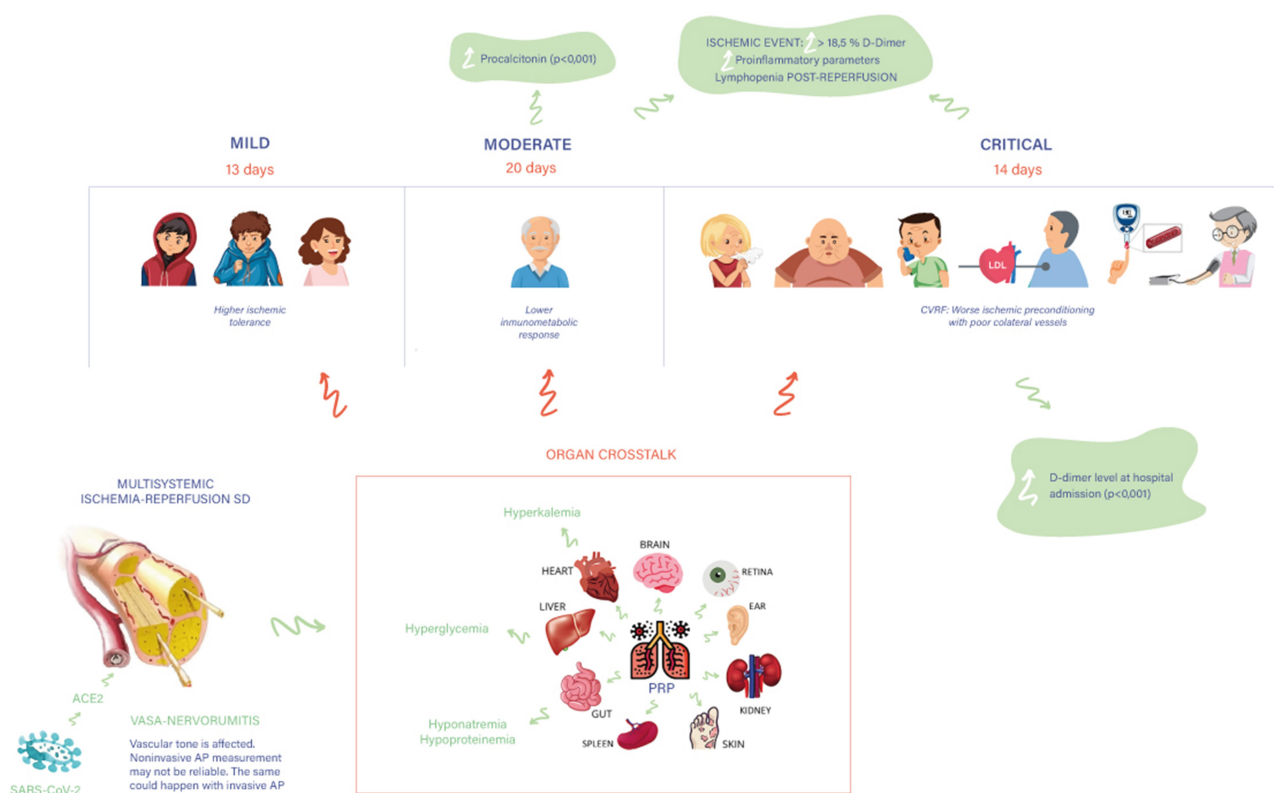 Procalcitonin (p<0,001)
ISCHEMIC EVENT: > 18,5 % D-Dimer
Proinflammatory parameters
Lymphopenia POST-REPERFUSION
MILD
13 days
MODERATE
20 days
CRITICAL
14 days
LDL
Higher ischemic
tolerance
Lower
inmunometabolic
response
CVRF: Worse ischemic preconditioning
with poor colateral vessels
D-dimer level at hospital
admission (p<0,001)
ORGAN CROSSTALK
MULTISYSTEMIC
ISCHEMIA-REPERFUSION SD
Hyperkalemia
HEART
BRAIN
RETINA
LIVER
EAR
Hyperglycemia
PRP
KIDNEY
GUT
Hyponatremia
Hypoproteinemia
SPLEEN
SKIN
ACE2
SARS-CoV-2
VASA-NERVORUMITIS
Vascular tone is affected.
Noninvasive AP measurement
may not be reliable. The same
could happen with invasive AP